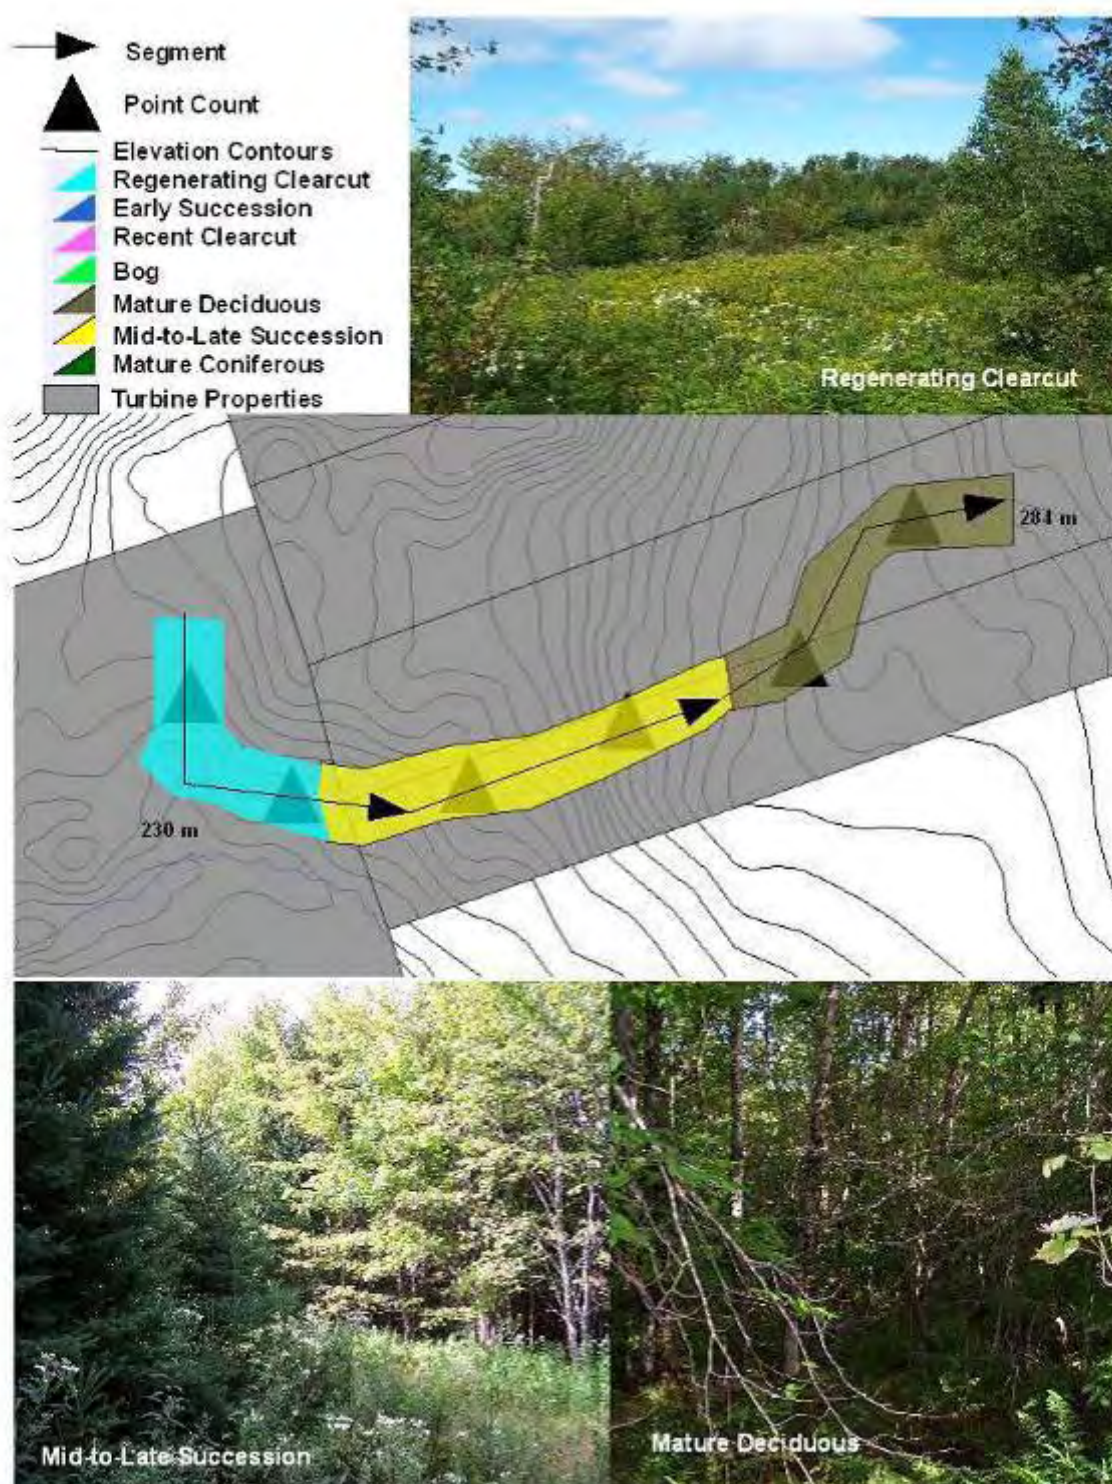 Segment
Point Count
Elevation Contours
Regenerating Clearcut
Early Succession
Recent Clearcut
Bog
Mature Deciduous
Mid-to-Late Succession
Mature Coniferous
Turbine Properties
Regenerating Clearcut
284 m
230 m
Mid-to-Late Succession
Mature Deciduous